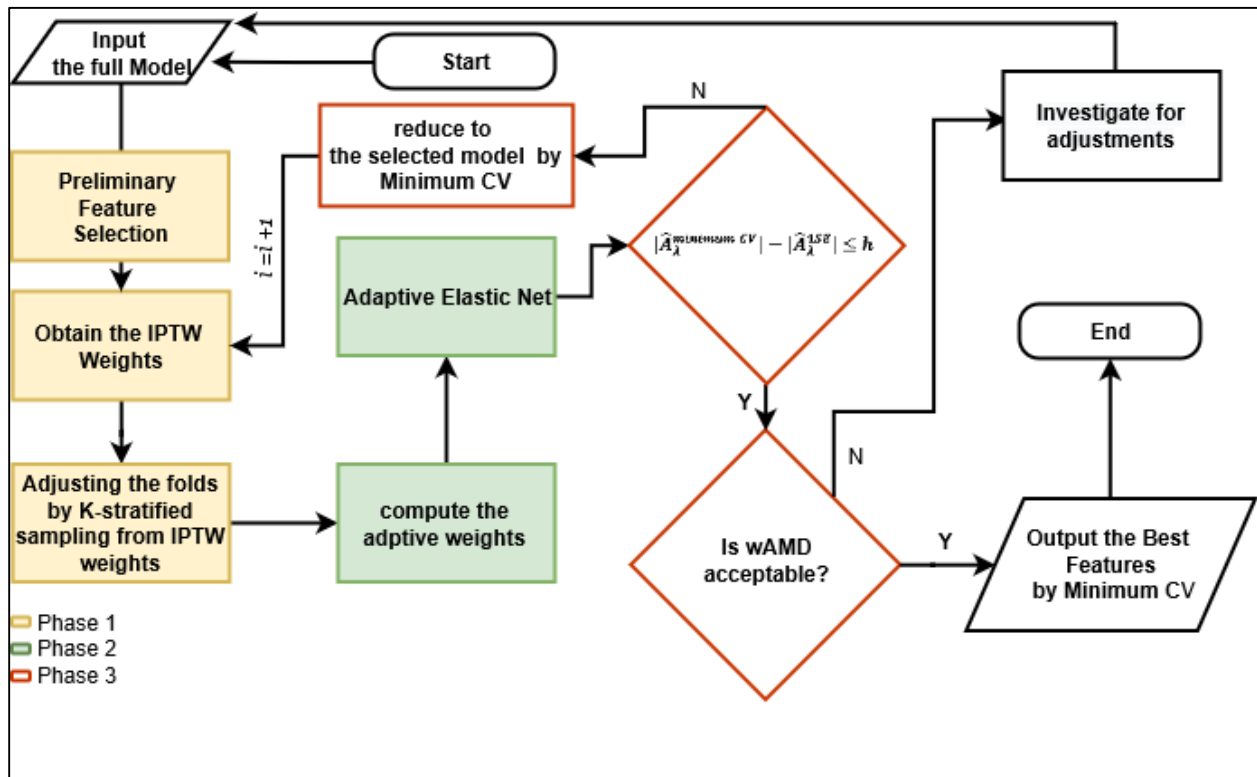 Input
the full Model
Start
Investigate for
adjustments
N
reduce to
the selected model by
Minimum CV
Preliminary
Feature
Selection
i=i+1
|Â_λ^{minimum CV}| − |Â_λ^{1SE}| ≤ h
Adaptive Elastic Net
Obtain the IPTW
Weights
End
Y
N
Adjusting the folds
by K-stratified
sampling from IPTW
weights
compute the
adptive weights
Is wAMD
acceptable?
Y
Output the Best
Features
by Minimum CV
Phase 1
Phase 2
Phase 3